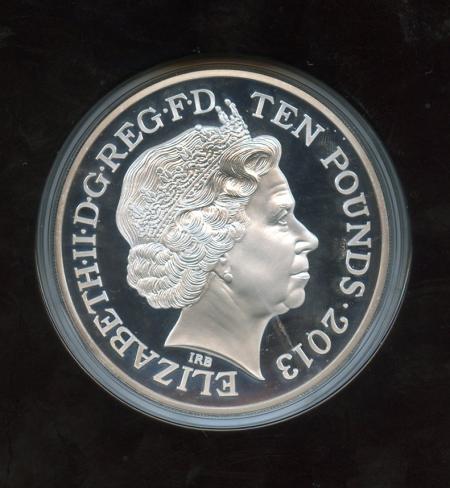 ELIZABETH·II·D·G·REG·F·D
TEN POUNDS·2013
IRB